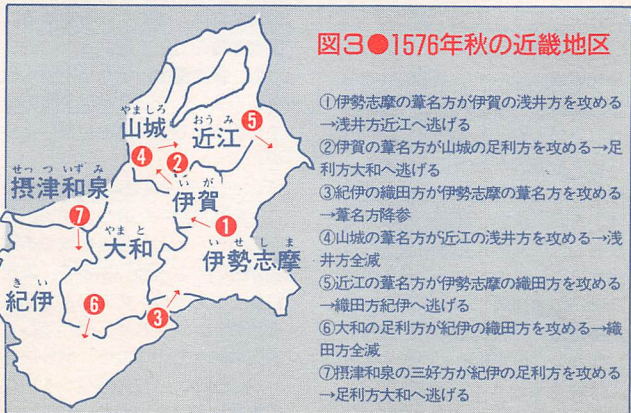 図3●1576年秋の近畿地区
①伊勢志摩の葦名方が伊賀の浅井方を攻める
→浅井方近江へ逃げる
②伊賀の葦名方が山城の足利方を攻める→足
利方大和へ逃げる
③紀伊の織田方が伊勢志摩の葦名方を攻める
→葦名方降参
④山城の葦名方が近江の浅井方を攻める→浅
井方全滅
⑤近江の葦名方が伊勢志摩の織田方を攻める
→織田方紀伊へ逃げる
⑥大和の足利方が紀伊の織田方を攻める→織
田方全滅
⑦摂津和泉の三好方が紀伊の足利方を攻める
→足利方大和へ逃げる
やましろ
山城
おうみ
近江
⑤
④
②
せっついずみ
摂津和泉
いが
伊賀
⑦
①
やまと
大和
いせしま
伊勢志摩
きい
紀伊
⑥
③